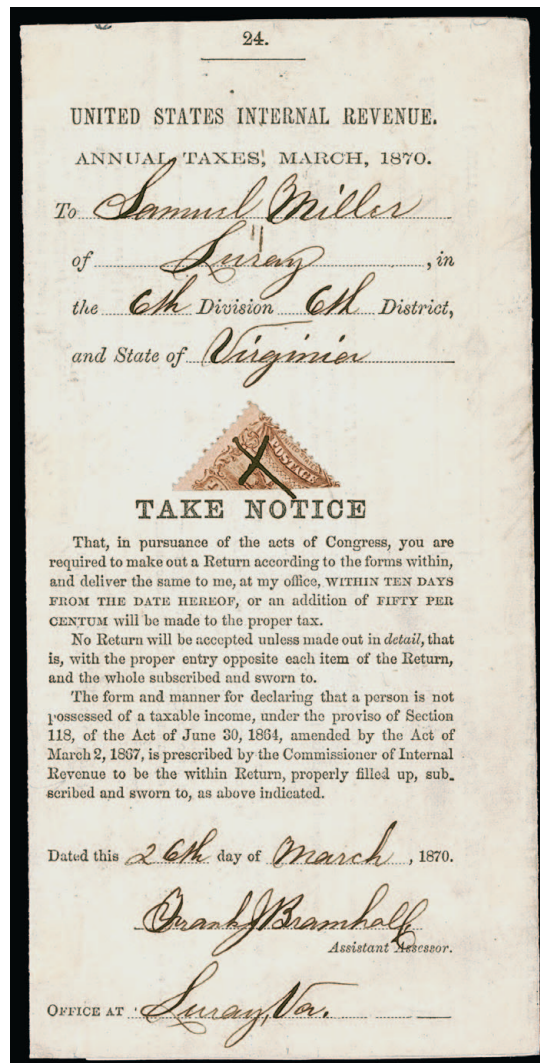 24.
UNITED STATES INTERNAL REVENUE.
ANNUAL TAXES, MARCH, 1870.
To Samuel Miller
of Luray, in
the 6th Division 6th District,
and State of Virginia
POSTAGE
TAKE NOTICE
That, in pursuance of the acts of Congress, you are
required to make out a Return according to the forms within,
and deliver the same to me, at my office, WITHIN TEN DAYS
FROM THE DATE HEREOF, or an addition of FIFTY PER
CENTUM will be made to the proper tax.
No Return will be accepted unless made out in detail, that
is, with the proper entry opposite each item of the Return,
and the whole subscribed and sworn to.
The form and manner for declaring that a person is not
possessed of a taxable income, under the proviso of Section
118, of the Act of June 30, 1864, amended by the Act of
March 2, 1867, is prescribed by the Commissioner of Internal
Revenue to be the within Return, properly filled up, sub-
scribed and sworn to, as above indicated.
Dated this 26th day of March, 1870.
Frank J Bramhall
Assistant Assessor.
OFFICE AT Luray, Va.